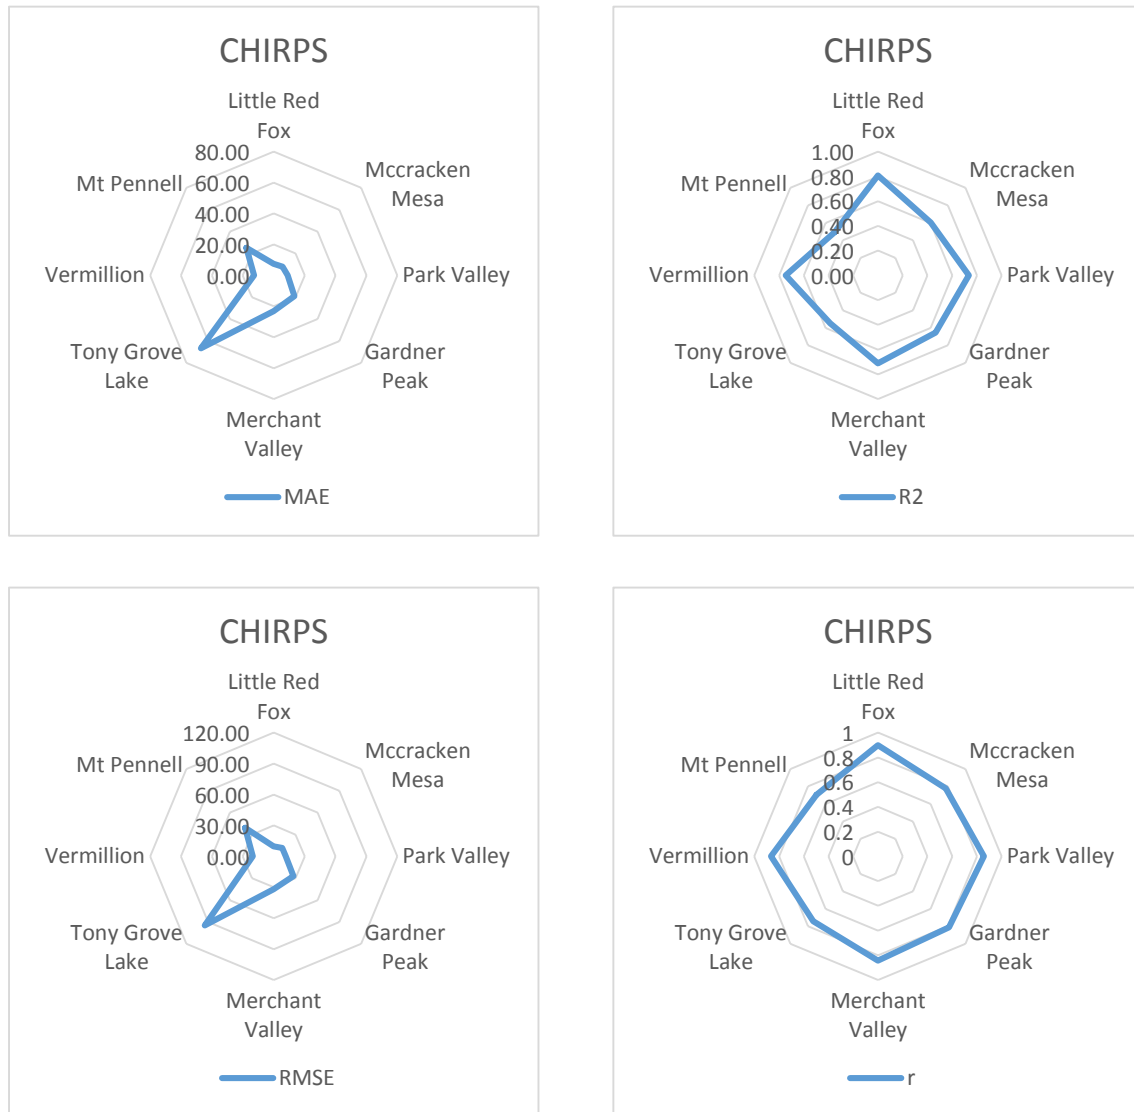 CHIRPS
Little Red
Fox
80.00
60.00
40.00
20.00
0.00
Mccracken
Mesa
Park Valley
Gardner
Peak
Merchant
Valley
Tony Grove
Lake
Vermillion
Mt Pennell
MAE
CHIRPS
Little Red
Fox
1.00
0.80
0.60
0.40
0.20
0.00
Mccracken
Mesa
Park Valley
Gardner
Peak
Merchant
Valley
Tony Grove
Lake
Vermillion
Mt Pennell
R2
CHIRPS
Little Red
Fox
120.00
90.00
60.00
30.00
0.00
Mccracken
Mesa
Park Valley
Gardner
Peak
Merchant
Valley
Tony Grove
Lake
Vermillion
Mt Pennell
RMSE
CHIRPS
Little Red
Fox
1
0.8
0.6
0.4
0.2
0
Mccracken
Mesa
Park Valley
Gardner
Peak
Merchant
Valley
Tony Grove
Lake
Vermillion
Mt Pennell
r